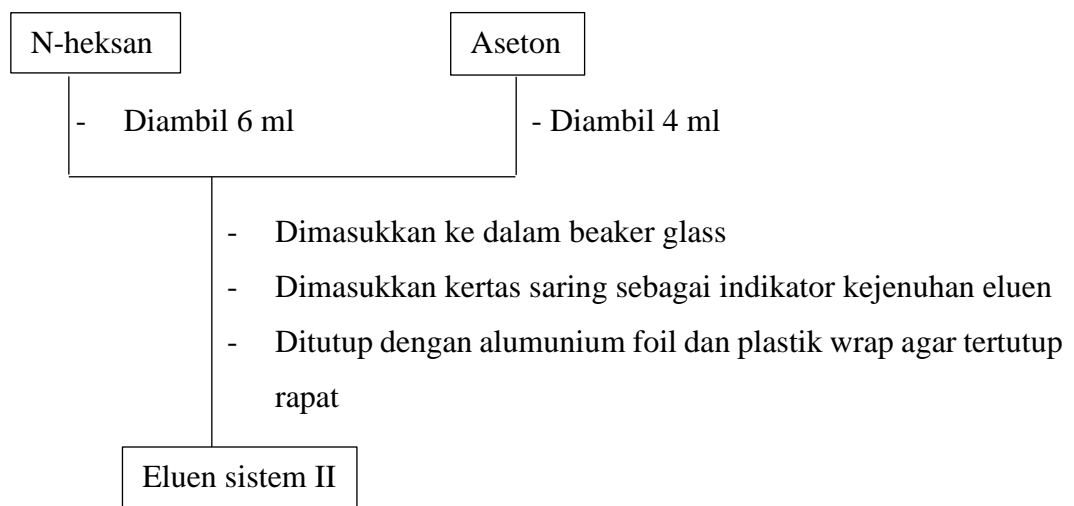 N-heksan
Aseton
- Diambil 6 ml
- Diambil 4 ml
- Dimasukkan ke dalam beaker glass
- Dimasukkan kertas saring sebagai indikator kejenuhan eluen
- Ditutup dengan alumunium foil dan plastik wrap agar tertutup
rapat
Eluen sistem II